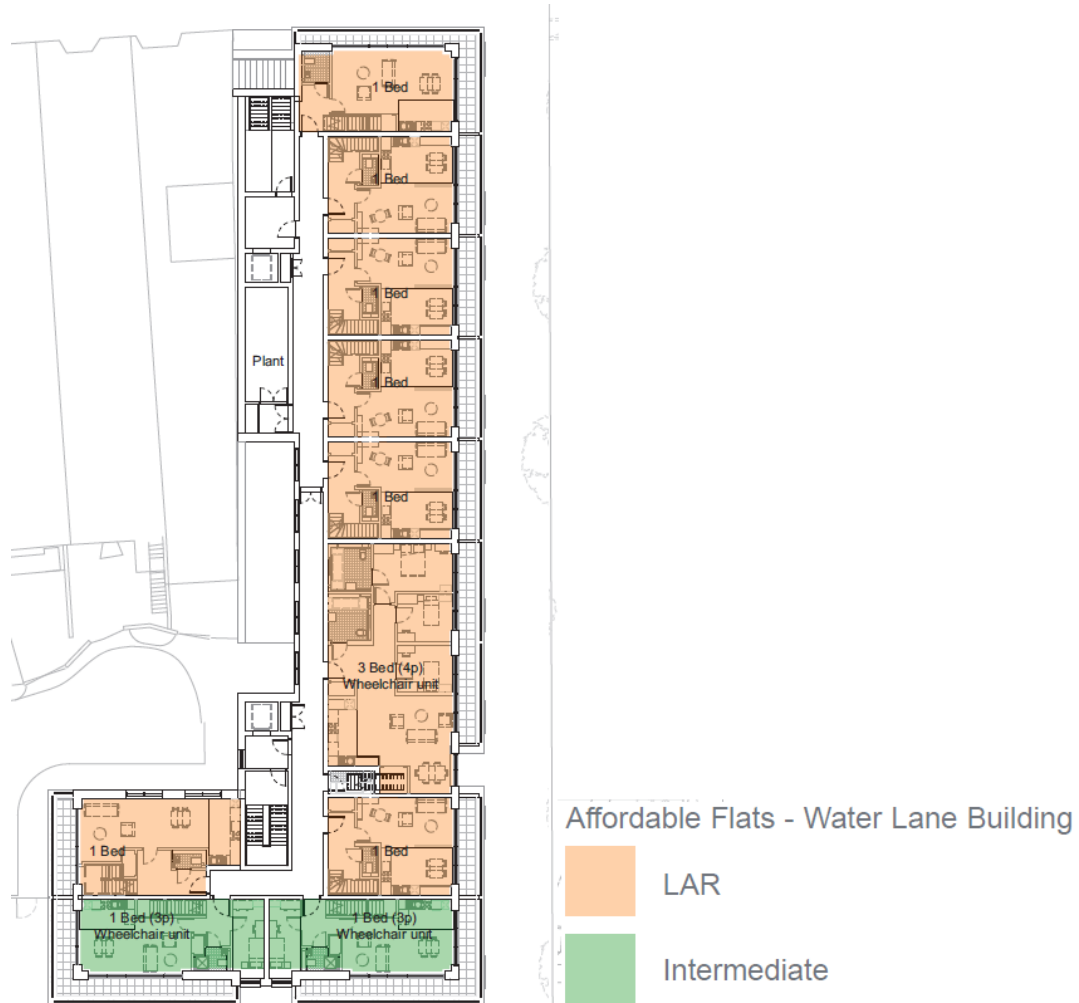 1 Bed
1 Bed
1 Bed
Plant
1 Bed
1 Bed
3 Bed (4p)
Wheelchair unit
1 Bed
1 Bed
1 Bed (3p)
Wheelchair unit
1 Bed (3p)
Wheelchair unit
Affordable Flats - Water Lane Building
LAR
Intermediate